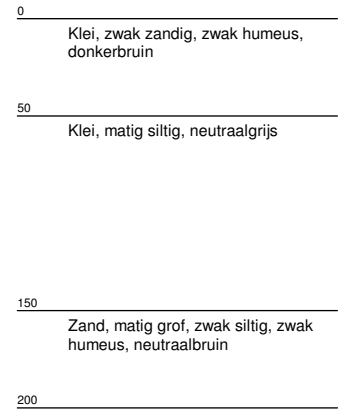 0
Klei, zwak zandig, zwak humeus,
donkerbruin
50
Klei, matig siltig, neutraalgrijs
150
Zand, matig grof, zwak siltig, zwak
humeus, neutraalbruin
200